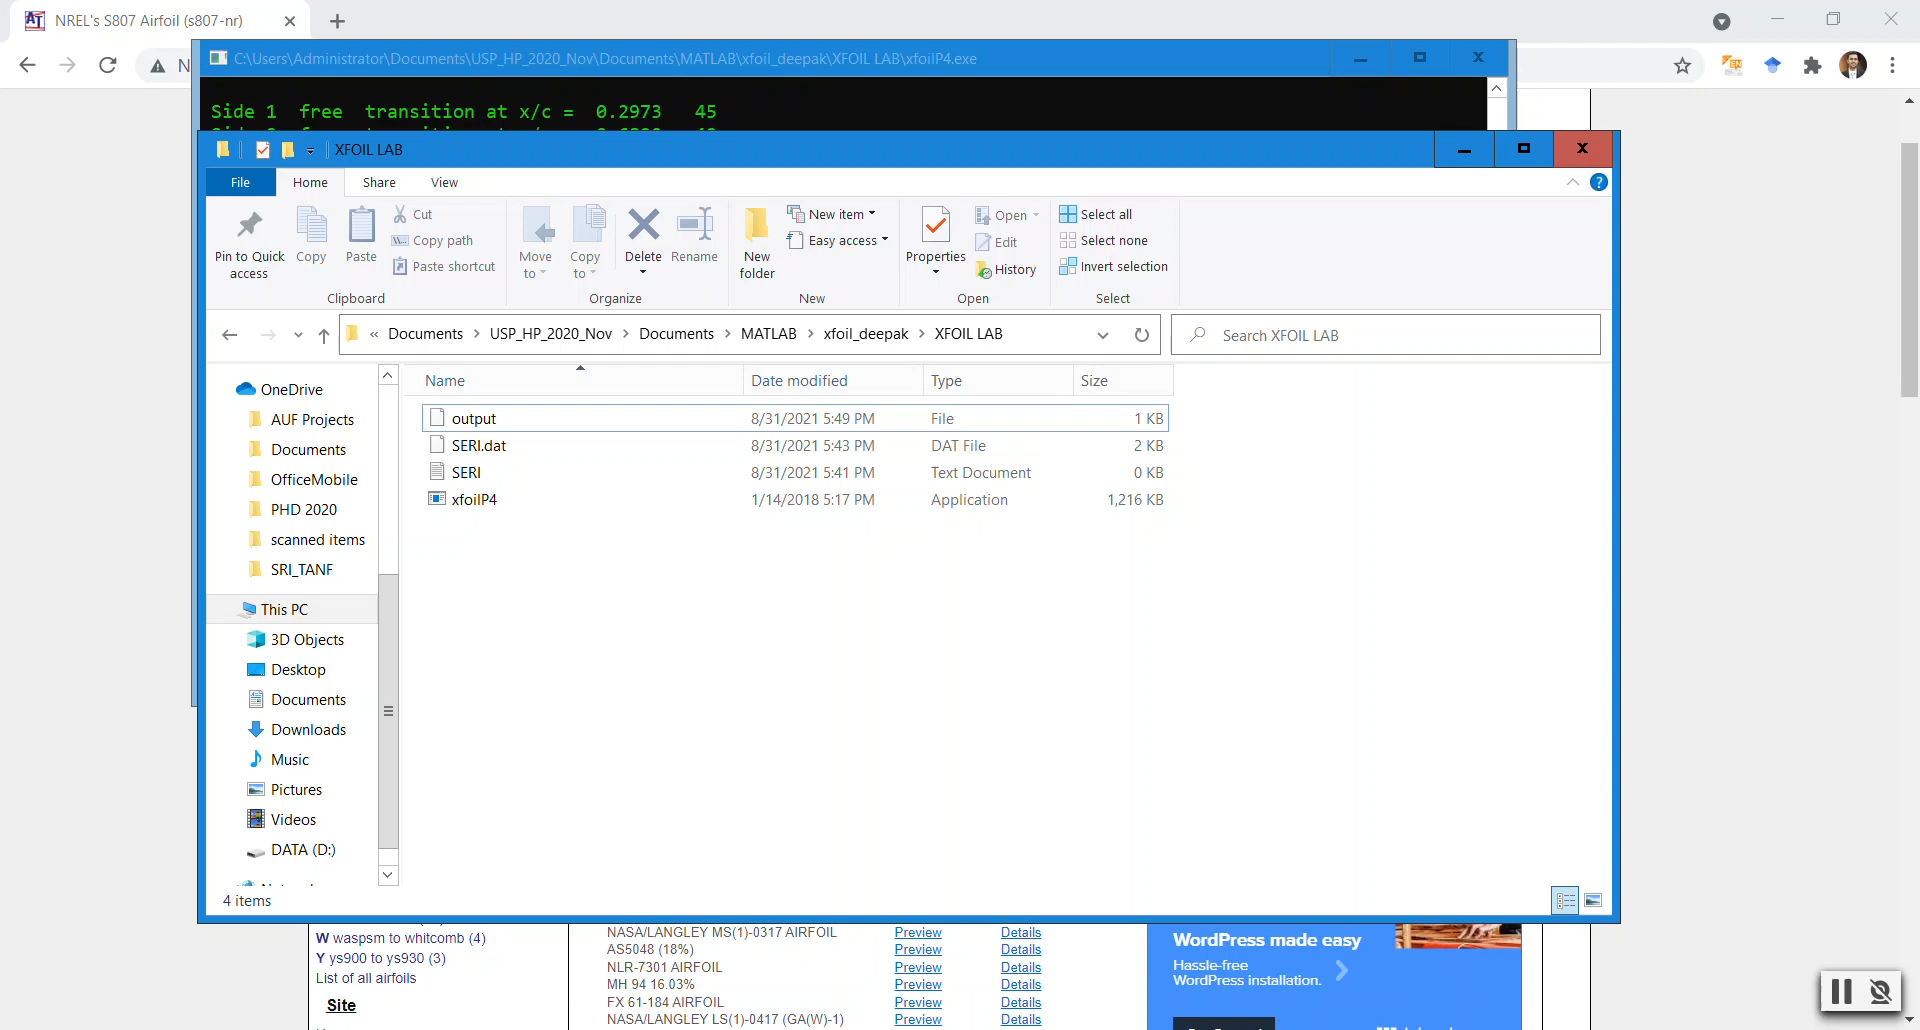 NREL's S807 Airfoil (s807-nr)
N
C:\Users\Administrator\Documents\USP_HP_2020_Nov\Documents\MATLAB\xfoil_deepak\XFOIL LAB\xfoilP4.exe
EN
Side 1 free transition at x/c = 0.2973 45
XFOIL LAB
File Home Share View
Pin to Quick access
Copy
Paste
Cut
Copy path
Paste shortcut
Clipboard
Move to
Copy to
Delete
Rename
Organize
New folder
New item
Easy access
New
Properties
Open
Edit
History
Open
Select all
Select none
Invert selection
Select
« Documents › USP_HP_2020_Nov › Documents › MATLAB › xfoil_deepak › XFOIL LAB
Search XFOIL LAB
OneDrive
AUF Projects
Documents
OfficeMobile
PHD 2020
scanned items
SRI_TANF
This PC
3D Objects
Desktop
Documents
Downloads
Music
Pictures
Videos
DATA (D:)
Name Date modified Type Size
output 8/31/2021 5:49 PM File 1 KB
SERI.dat 8/31/2021 5:43 PM DAT File 2 KB
SERI 8/31/2021 5:41 PM Text Document 0 KB
xfoilP4 1/14/2018 5:17 PM Application 1,216 KB
4 items
W waspsm to whitcomb (4)
Y ys900 to ys930 (3)
List of all airfoils
Site
NASA/LANGLEY MS(1)-0317 AIRFOIL Preview Details
AS5048 (18%) Preview Details
NLR-7301 AIRFOIL Preview Details
MH 94 16.03% Preview Details
FX 61-184 AIRFOIL Preview Details
NASA/LANGLEY LS(1)-0417 (GA(W)-1) Preview Details
WordPress made easy
Hassle-free
WordPress installation.